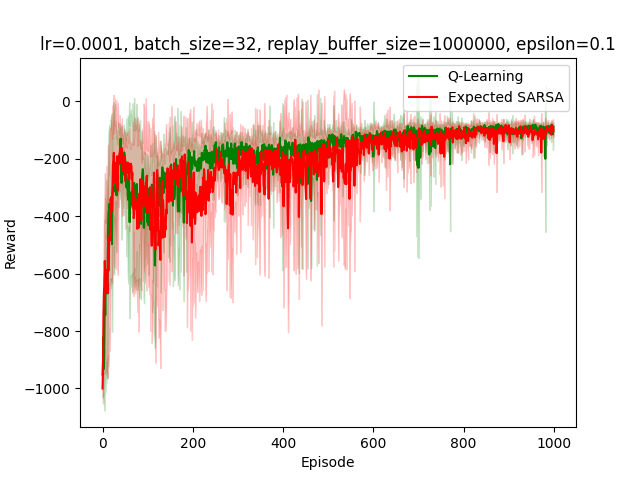 lr=0.0001, batch_size=32, replay_buffer_size=1000000, epsilon=0.1
Q-Learning
Expected SARSA
0
−200
−400
−600
−800
−1000
Reward
0
200
400
600
800
1000
Episode